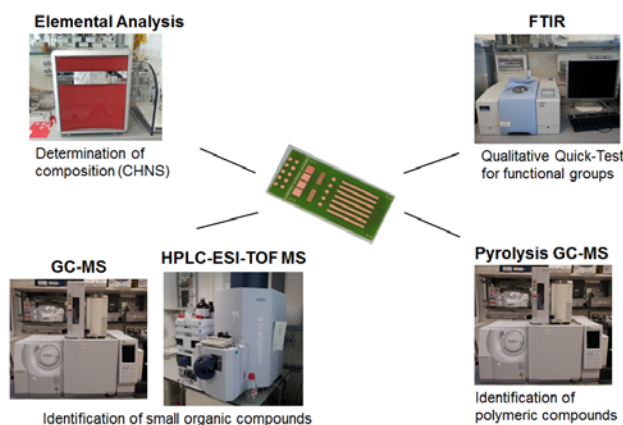 Elemental Analysis
FTIR
Determination of
composition (CHNS)
Qualitative Quick-Test
for functional groups
GC-MS
HPLC-ESI-TOF MS
Pyrolysis GC-MS
Identification of small organic compounds
Identification of
polymeric compounds